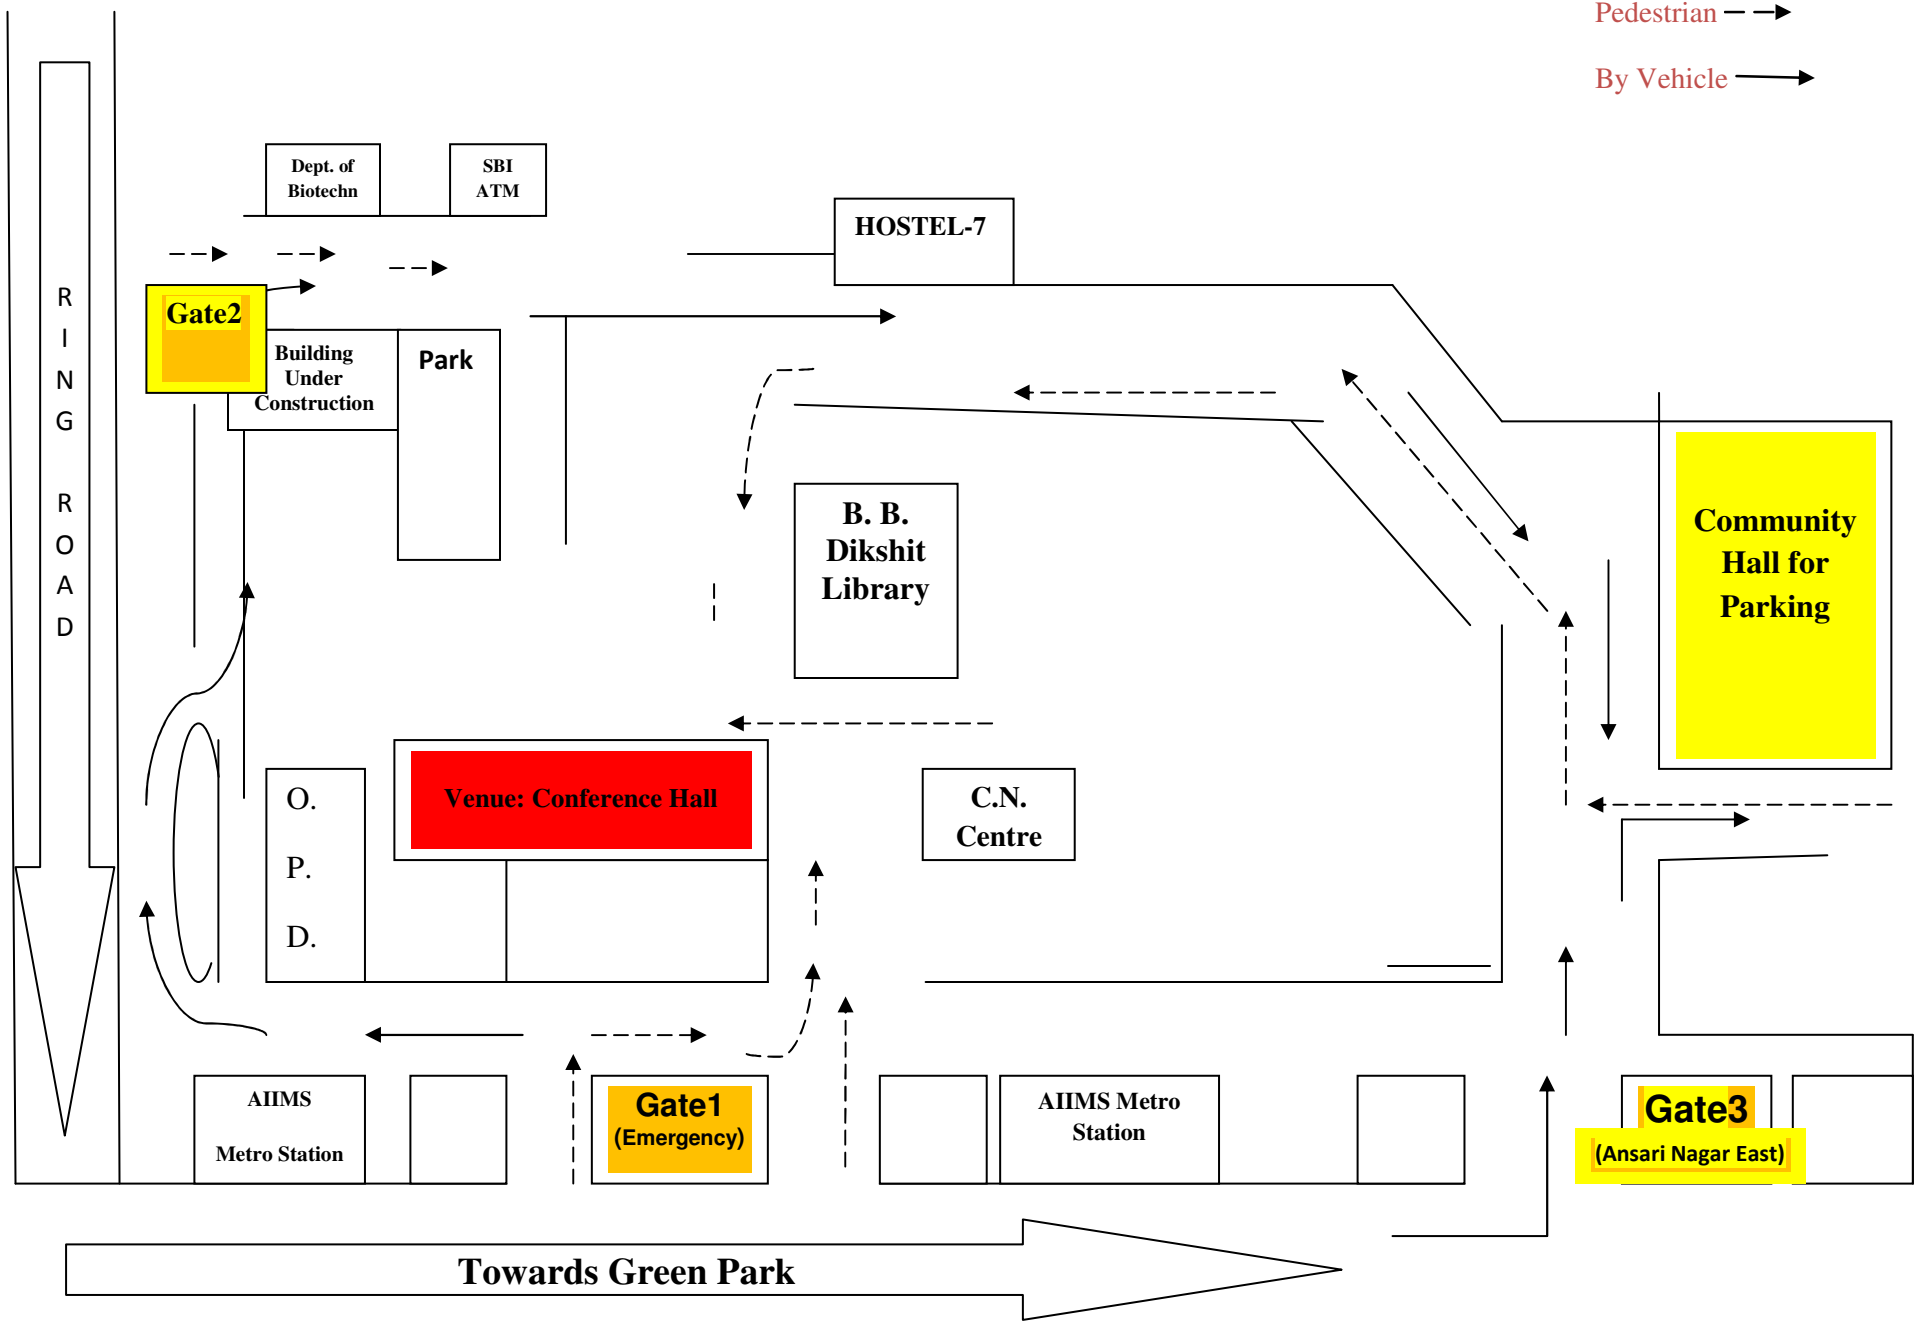 Pedestrian
By Vehicle
Dept. of
Biotechn
SBI
ATM
HOSTEL-7
RING ROAD
Gate2
Building
Under
Construction
Park
B. B.
Dikshit
Library
Community
Hall for
Parking
O.
P.
D.
Venue: Conference Hall
C.N.
Centre
AIIMS
Metro Station
Gate1
(Emergency)
AIIMS Metro
Station
Gate3
(Ansari Nagar East)
Towards Green Park